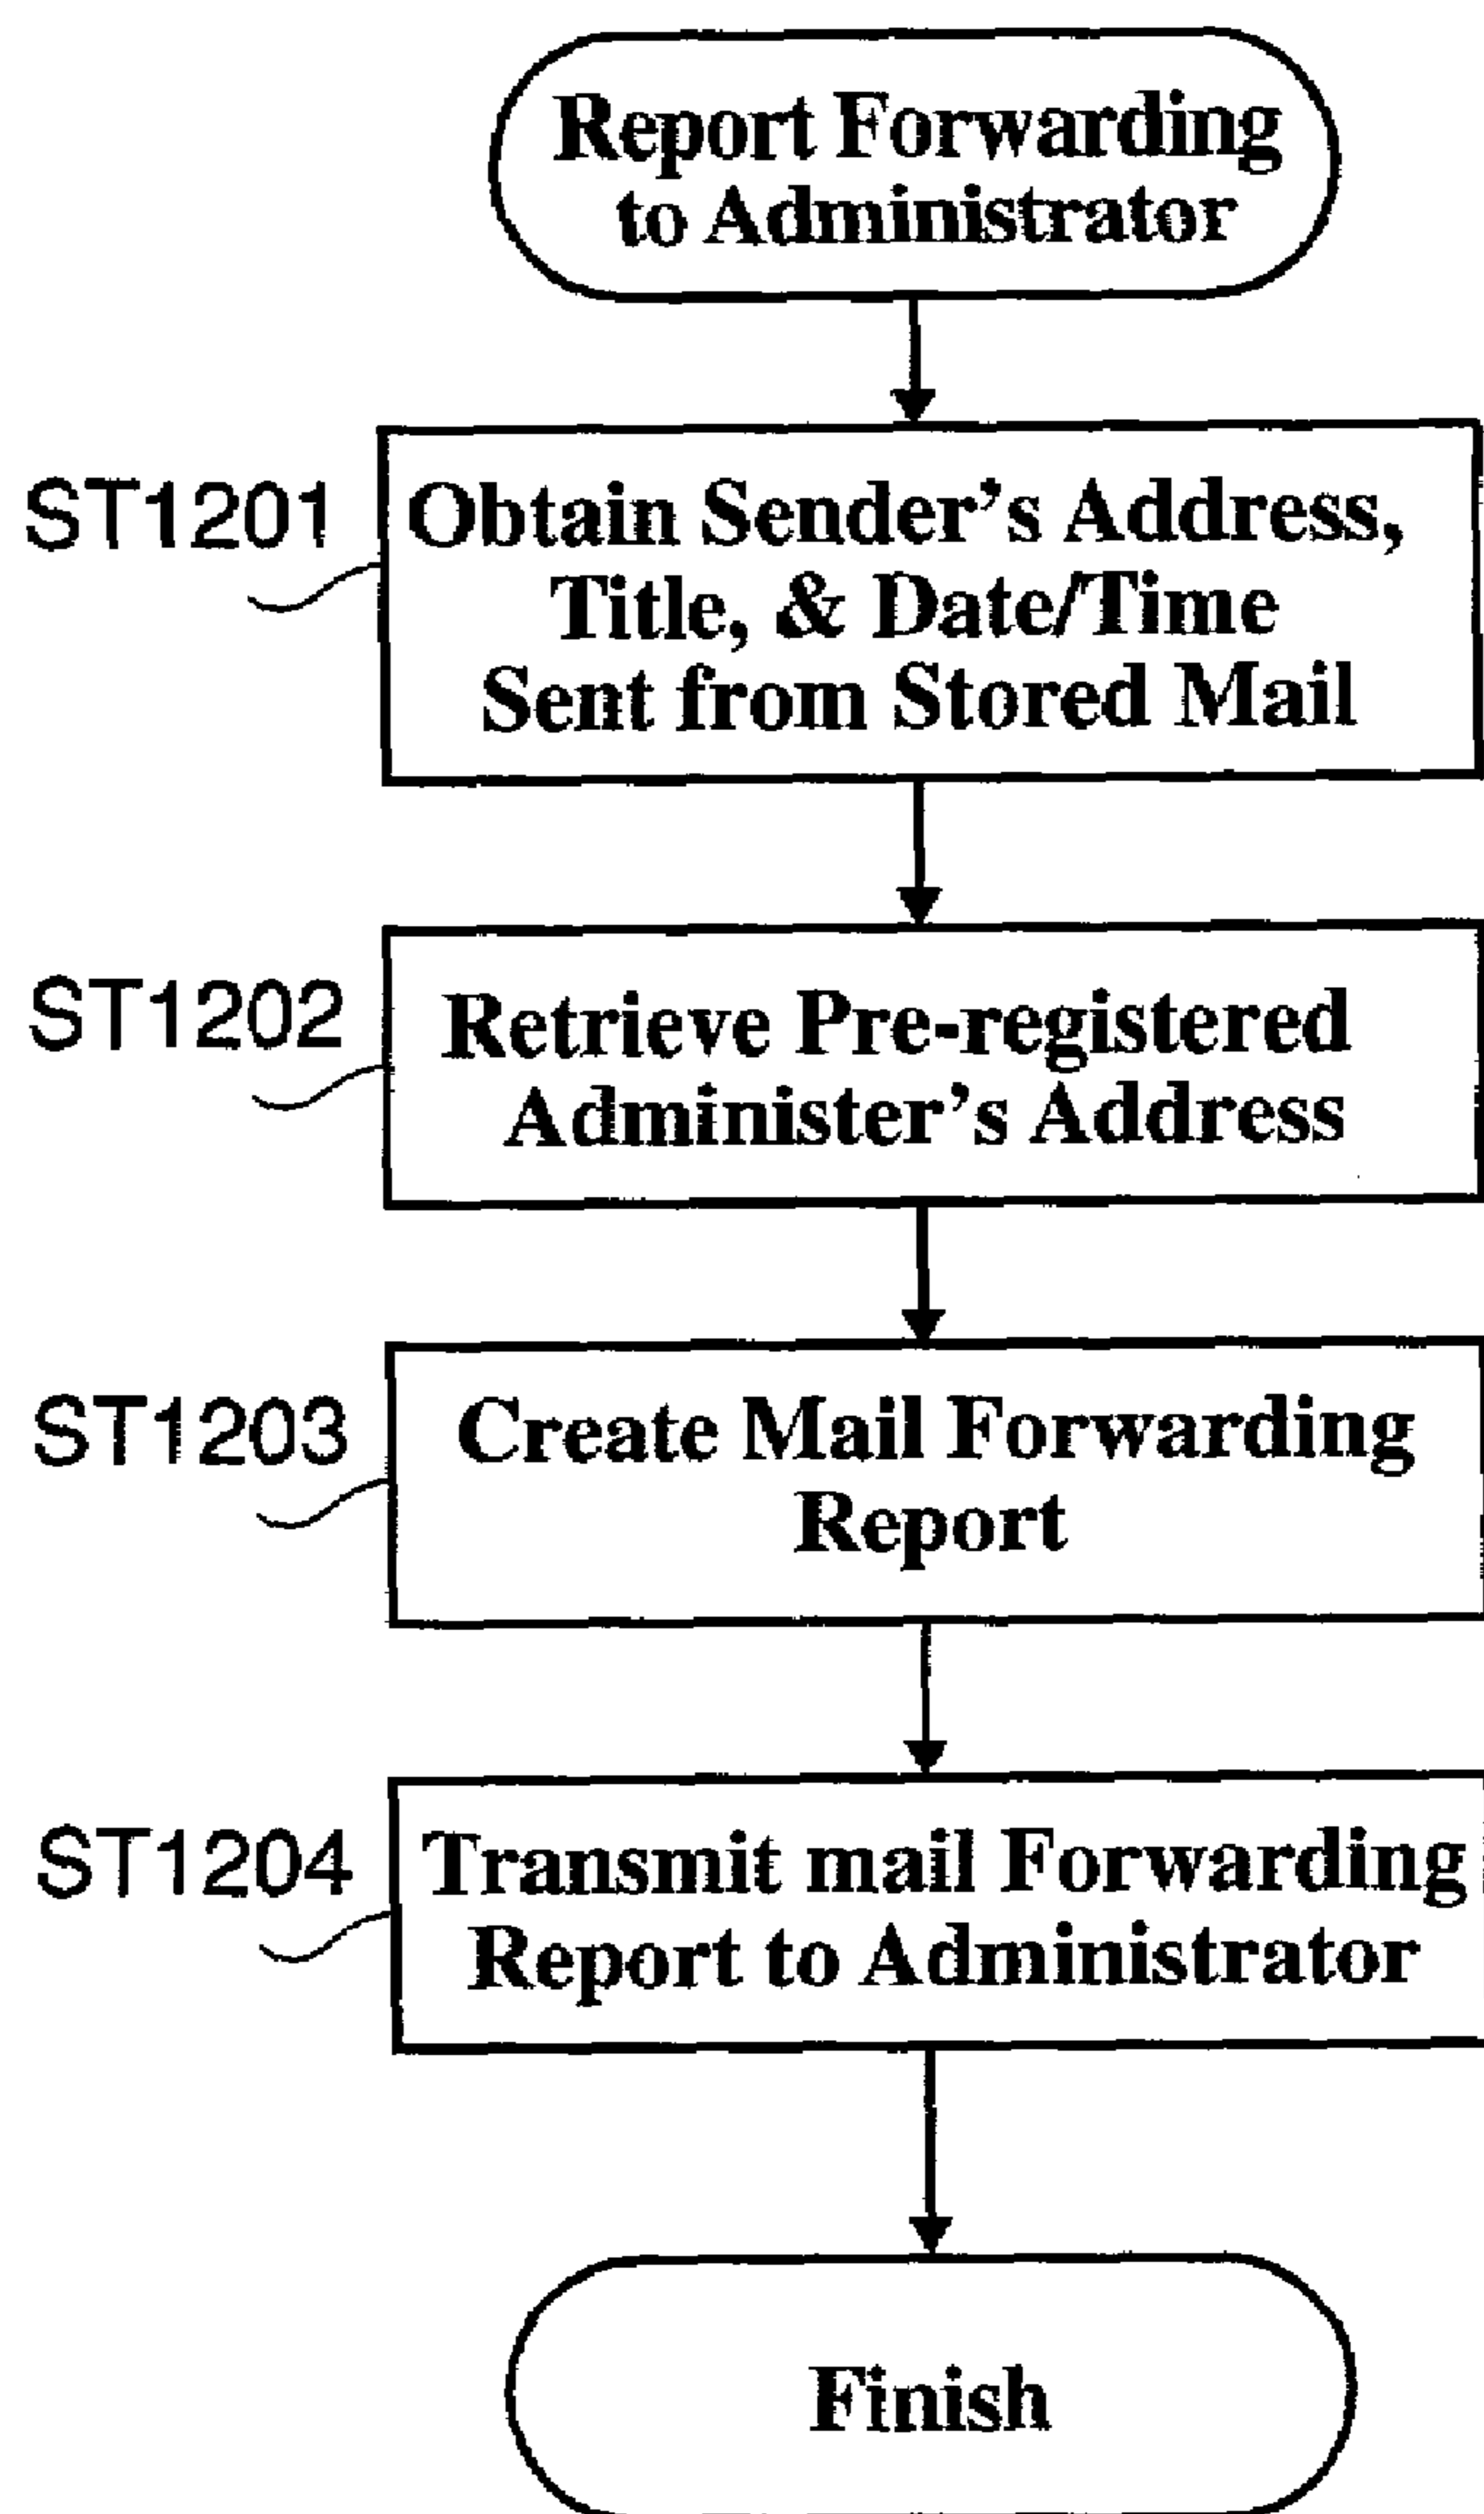 Report Forwarding
to Administrator
ST1201
Obtain Sender's Address,
Title, & Date/Time
Sent from Stored Mail
ST1202
Retrieve Pre-registered
Administer's Address
ST1203
Create Mail Forwarding
Report
ST1204
Transmit mail Forwarding
Report to Administrator
Finish